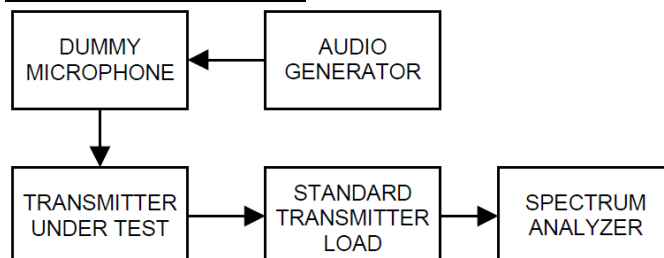 DUMMY
MICROPHONE
AUDIO
GENERATOR
TRANSMITTER
UNDER TEST
STANDARD
TRANSMITTER
LOAD
SPECTRUM
ANALYZER